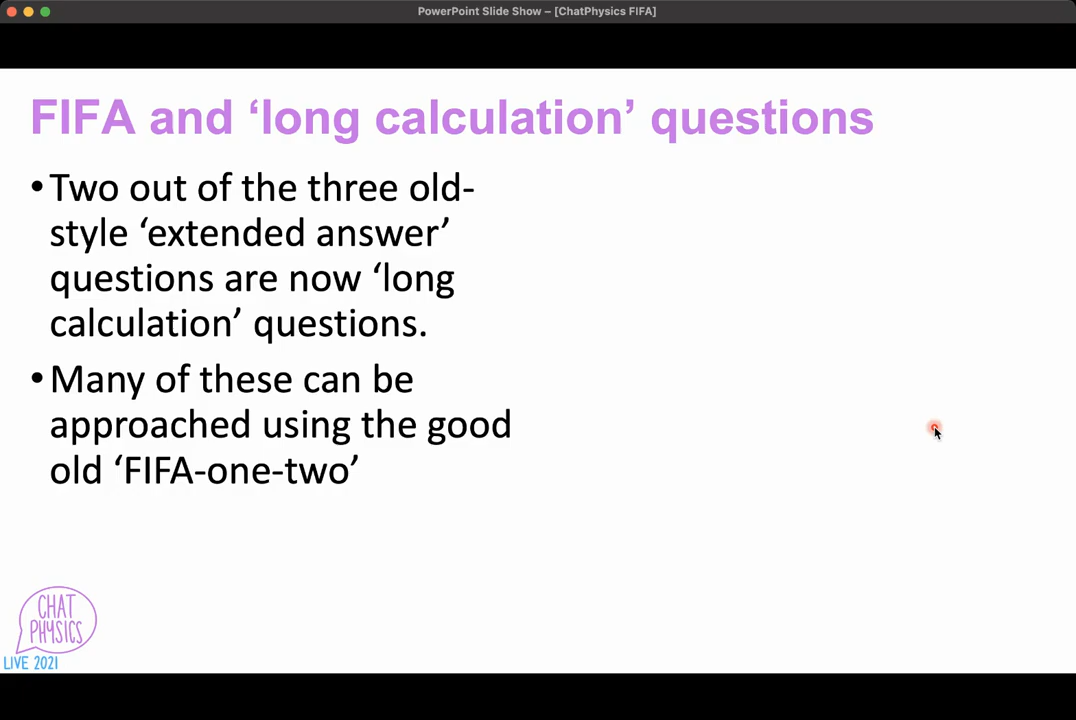 PowerPoint Slide Show – [ChatPhysics FIFA]
FIFA and ‘long calculation’ questions
•Two out of the three old-
style ‘extended answer’
questions are now ‘long
calculation’ questions.
•Many of these can be
approached using the good
old ‘FIFA-one-two’
CHAT
PHYSICS
LIVE 2021